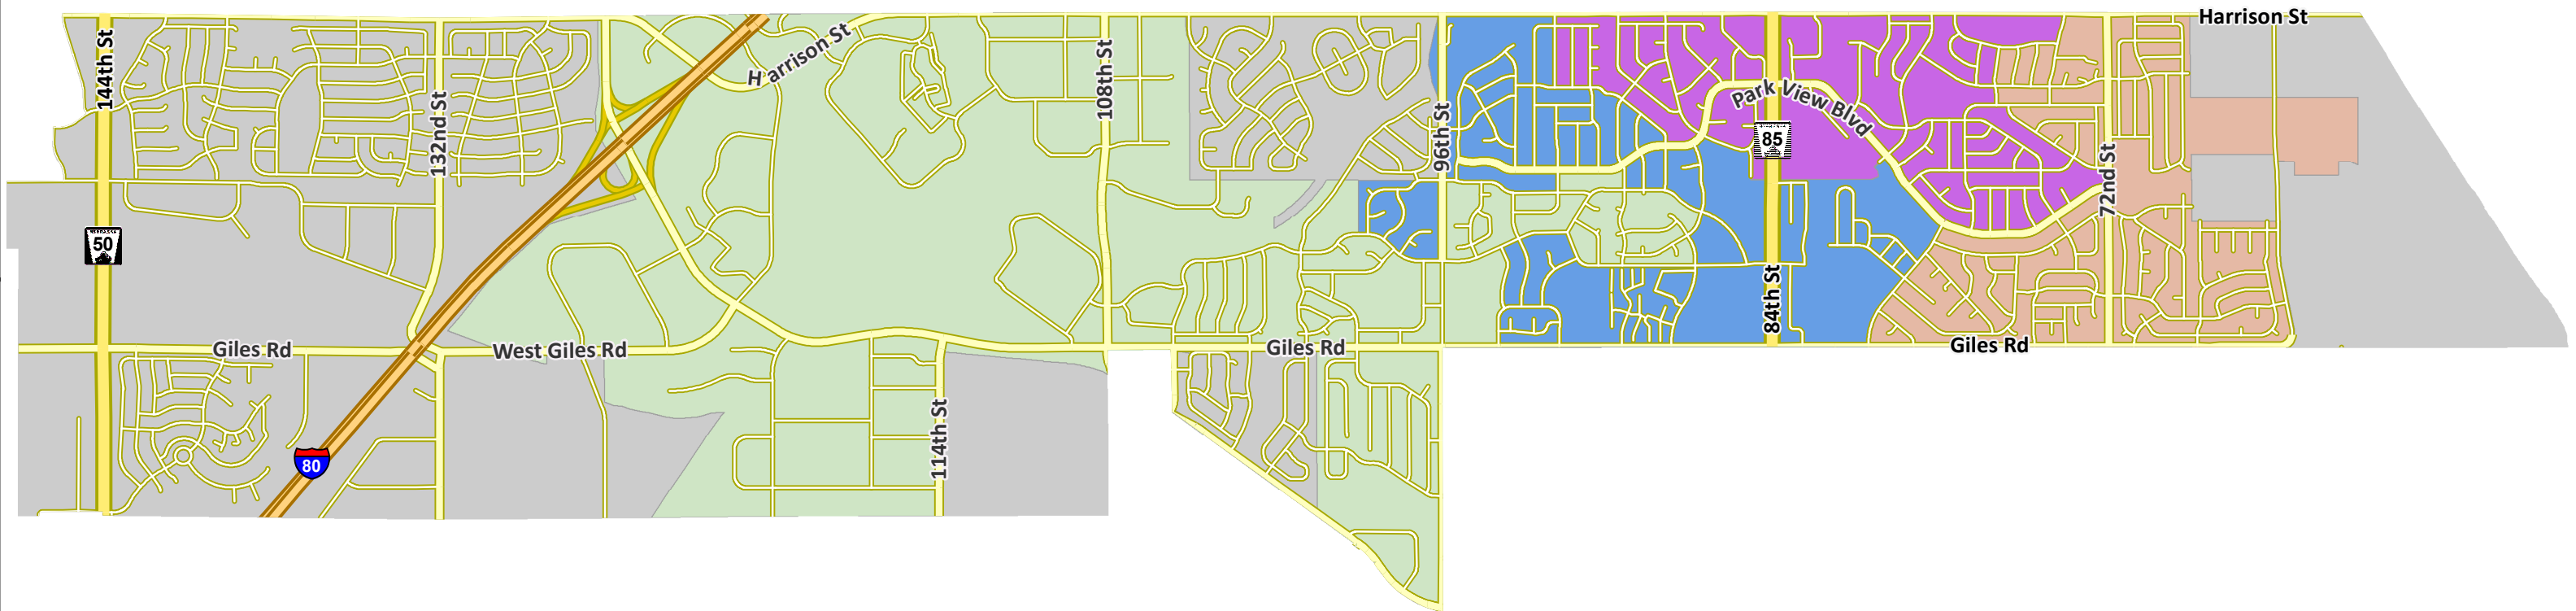 Harrison St
144th St
H arrison St
108th St
132nd St
96th St
Park View Blvd
85
72nd St
50
84th St
Giles Rd
West Giles Rd
Giles Rd
Giles Rd
114th St
80